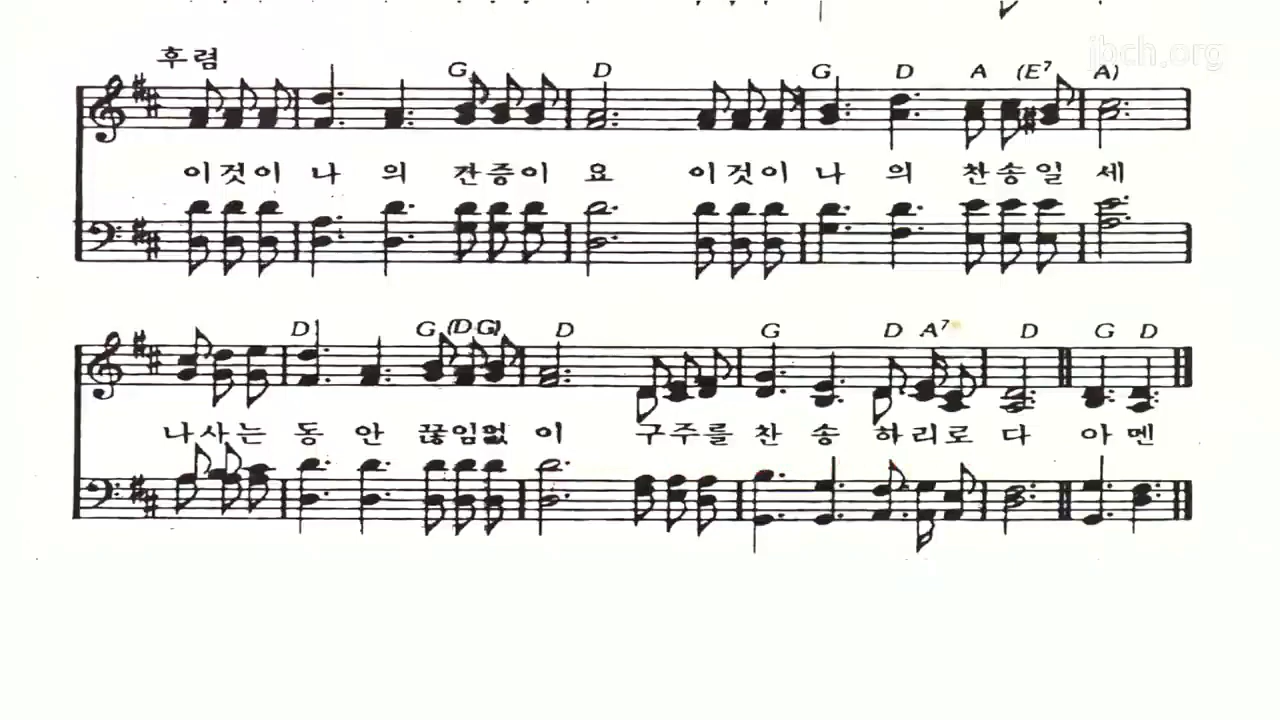 jbch.org
후렴
G D G D A (E7 A)
이것이 나 의 간증이 요 이것이 나 의 찬송일 세
D G (D G) D G D A7 D G D
나사는 동 안 끊임없 이 구주를 찬 송 하리로 다 아멘